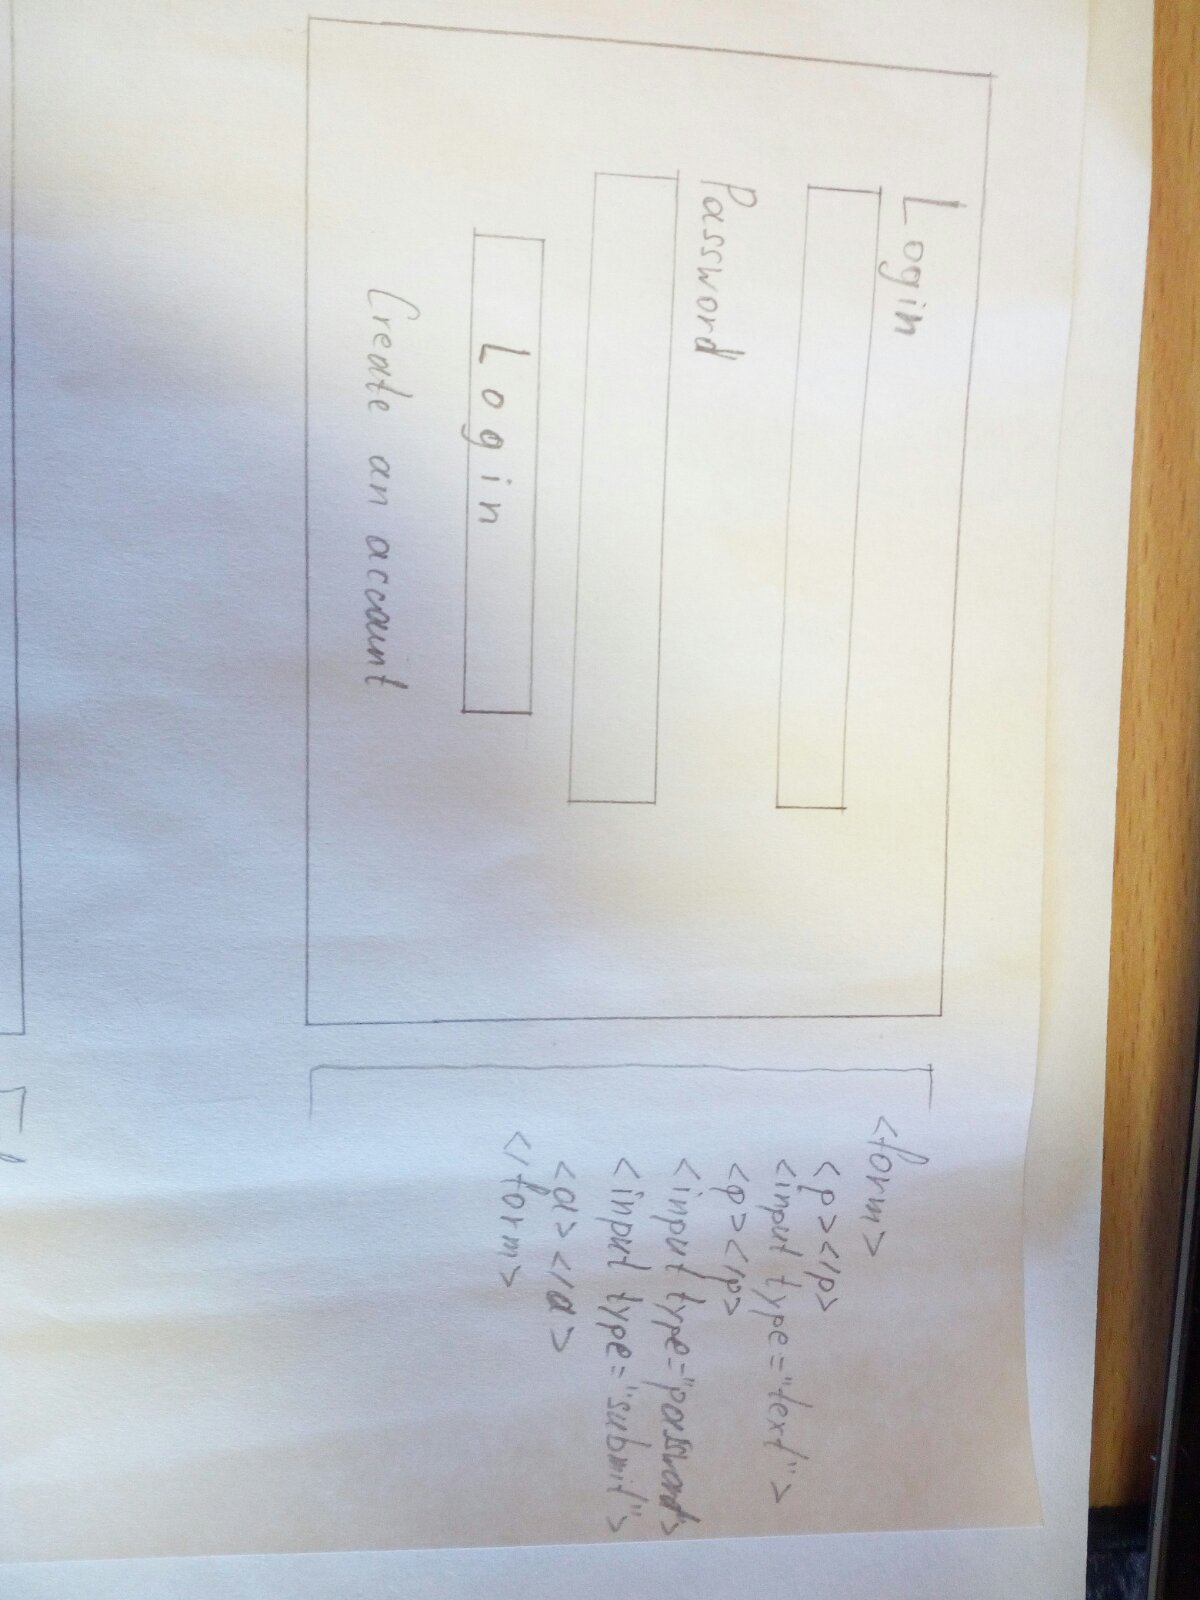 Login
Password
Login
Create an account
<form>
<p></p>
<input type="text">
<p></p>
<input type="password>
<input type="submit">
<a></a>
</form>